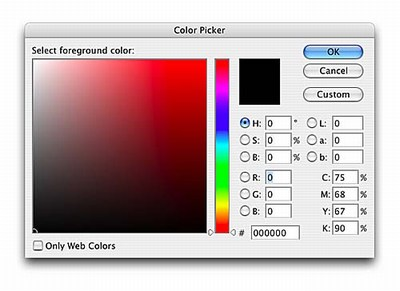 Color Picker
Select foreground color:
OK
Cancel
Custom
H: 0 °
L: 0
S: 0 %
a: 0
B: 0 %
b: 0
R: 0
C: 75 %
G: 0
M: 68 %
B: 0
Y: 67 %
# 000000
K: 90 %
Only Web Colors